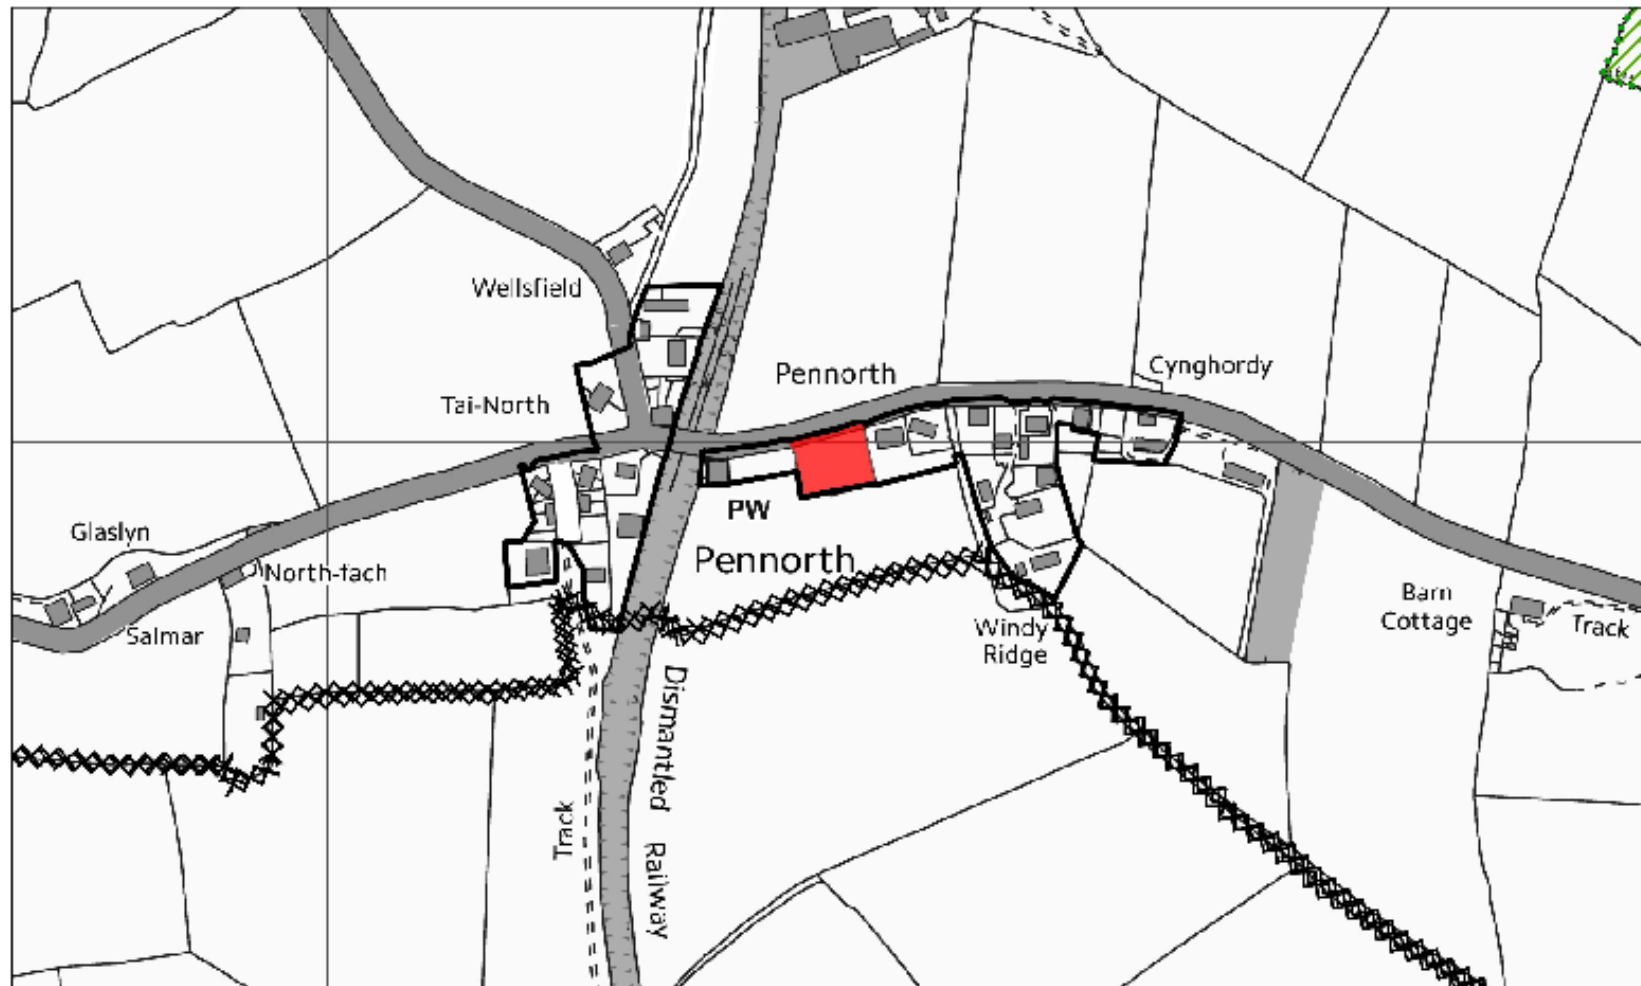 Wellsfield
Pennorth
Cynghordy
Tai-North
PW
Glaslyn
Pennorth
North-fach
Barn
Cottage
Salmar
Track
Windy
Ridge
Dismantled Railway
Track